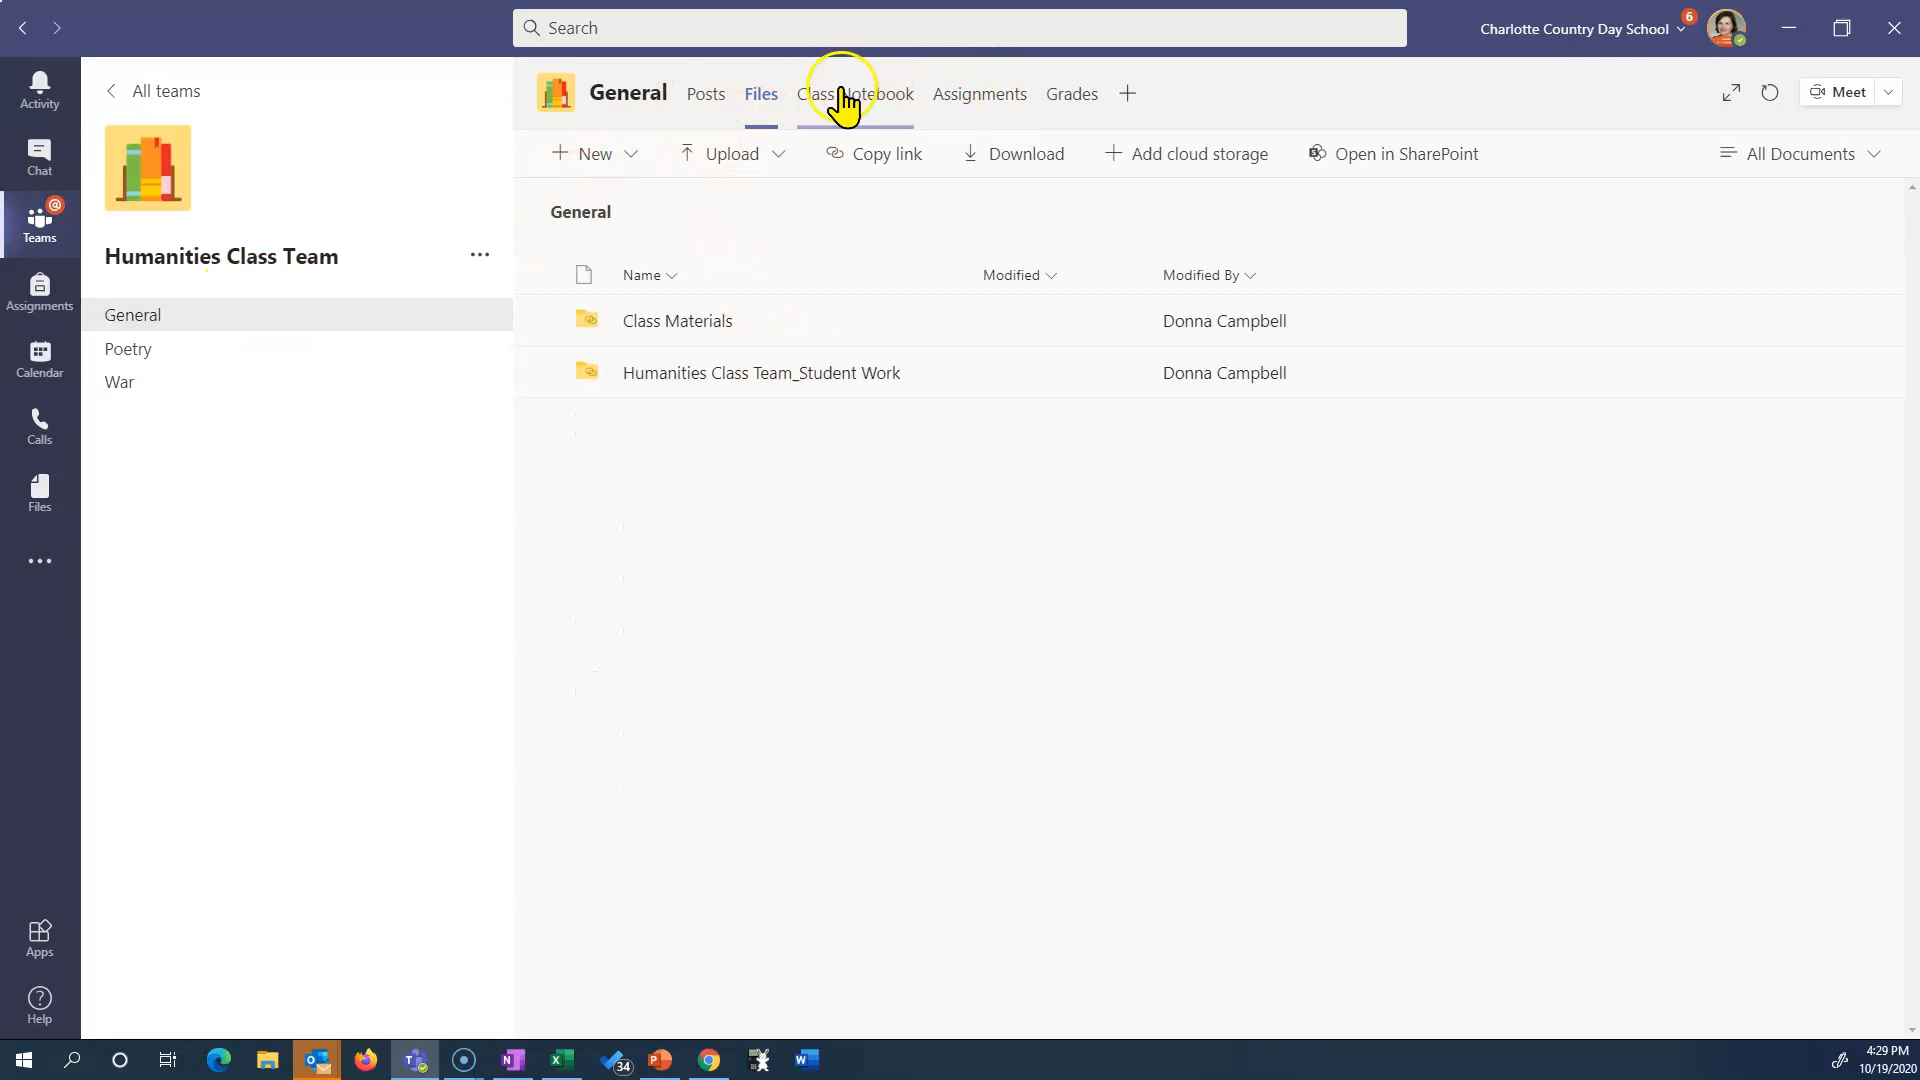 Search
Charlotte Country Day School
6
Activity
Chat
@
Teams
Assignments
Calendar
Calls
Files
Apps
Help
All teams
Humanities Class Team
General
Poetry
War
General Posts Files Class Notebook Assignments Grades
Meet
New Upload Copy link Download Add cloud storage Open in SharePoint All Documents
General
Name Modified Modified By
Class Materials Donna Campbell
Humanities Class Team_Student Work Donna Campbell
34
4:29 PM
10/19/2020